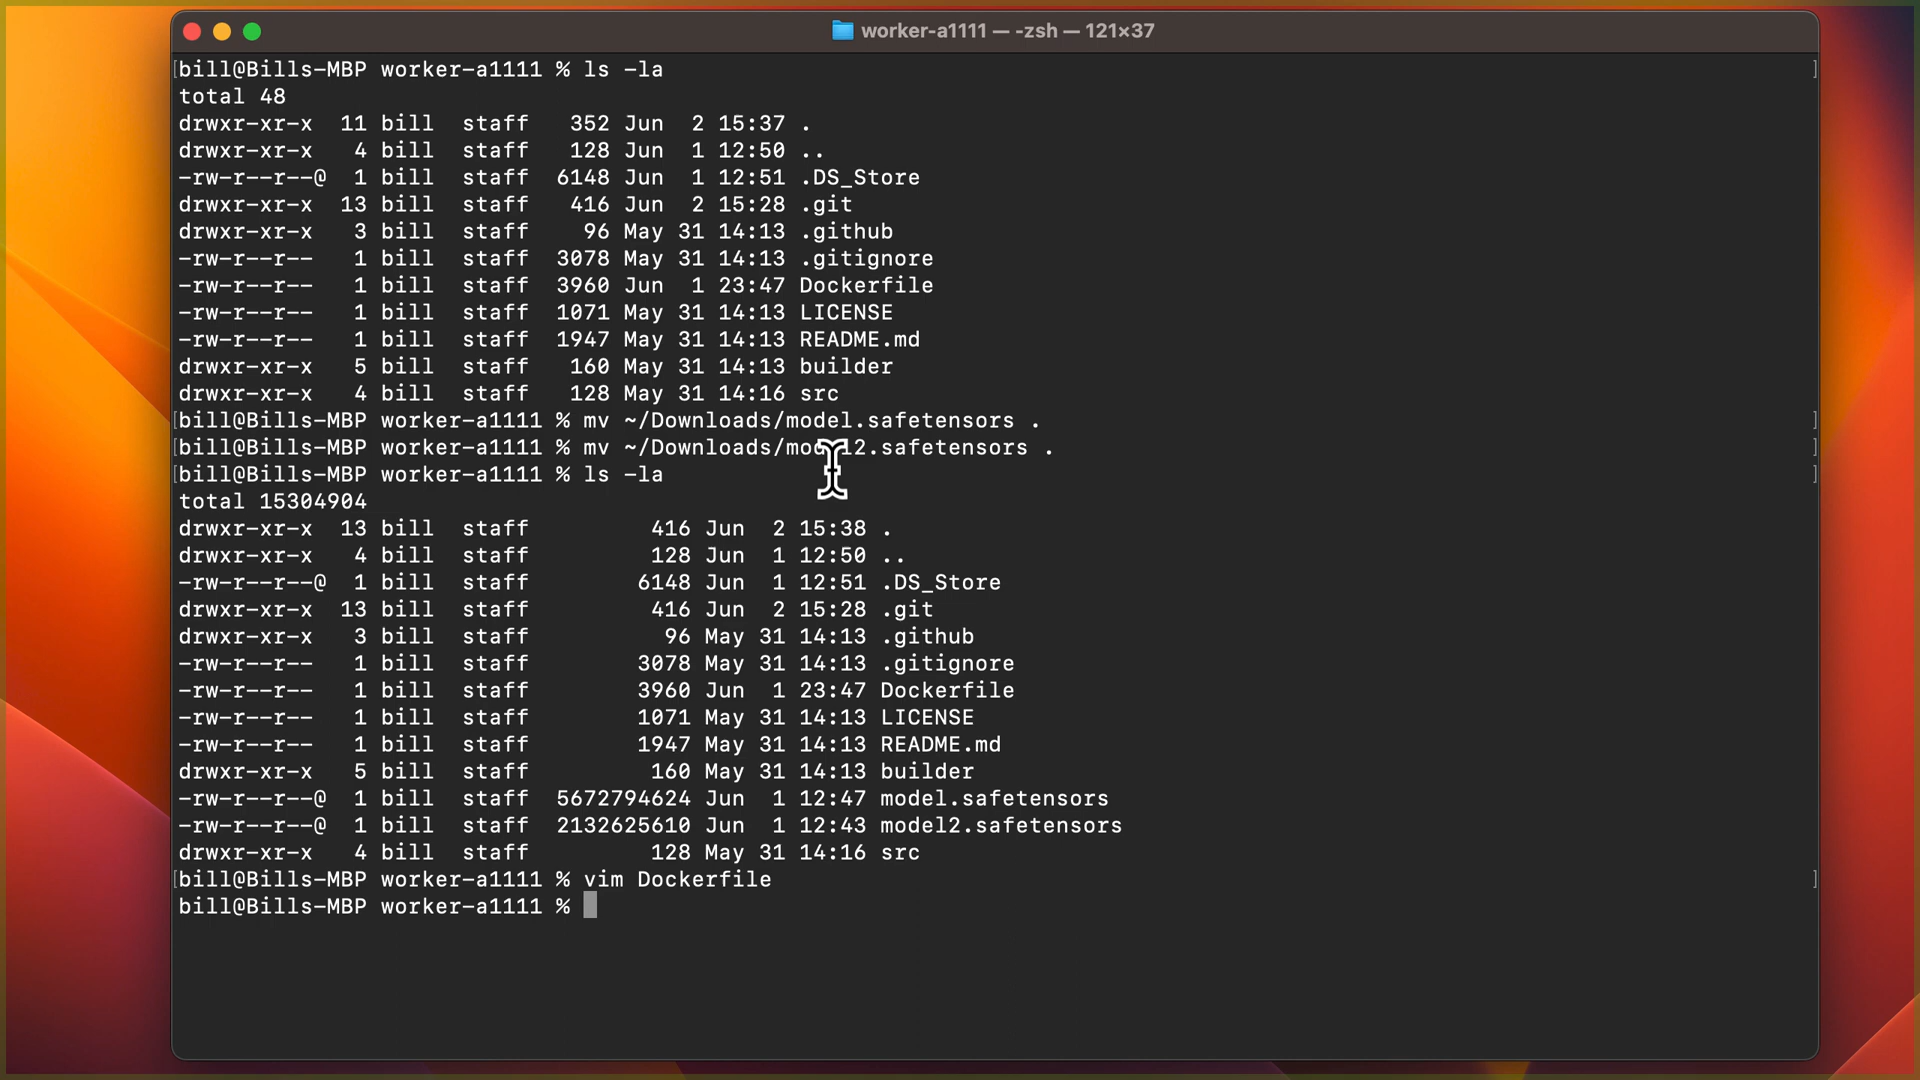 worker-a1111 — -zsh — 121×37
[bill@Bills-MBP worker-a1111 % ls -la ]
total 48
drwxr-xr-x  11 bill  staff   352 Jun  2 15:37 .
drwxr-xr-x   4 bill  staff   128 Jun  1 12:50 ..
-rw-r--r--@  1 bill  staff  6148 Jun  1 12:51 .DS_Store
drwxr-xr-x  13 bill  staff   416 Jun  2 15:28 .git
drwxr-xr-x   3 bill  staff    96 May 31 14:13 .github
-rw-r--r--   1 bill  staff  3078 May 31 14:13 .gitignore
-rw-r--r--   1 bill  staff  3960 Jun  1 23:47 Dockerfile
-rw-r--r--   1 bill  staff  1071 May 31 14:13 LICENSE
-rw-r--r--   1 bill  staff  1947 May 31 14:13 README.md
drwxr-xr-x   5 bill  staff   160 May 31 14:13 builder
drwxr-xr-x   4 bill  staff   128 May 31 14:16 src
[bill@Bills-MBP worker-a1111 % mv ~/Downloads/model.safetensors . ]
[bill@Bills-MBP worker-a1111 % mv ~/Downloads/model2.safetensors . ]
[bill@Bills-MBP worker-a1111 % ls -la ]
total 15304904
drwxr-xr-x  13 bill  staff         416 Jun  2 15:38 .
drwxr-xr-x   4 bill  staff         128 Jun  1 12:50 ..
-rw-r--r--@  1 bill  staff        6148 Jun  1 12:51 .DS_Store
drwxr-xr-x  13 bill  staff         416 Jun  2 15:28 .git
drwxr-xr-x   3 bill  staff          96 May 31 14:13 .github
-rw-r--r--   1 bill  staff        3078 May 31 14:13 .gitignore
-rw-r--r--   1 bill  staff        3960 Jun  1 23:47 Dockerfile
-rw-r--r--   1 bill  staff        1071 May 31 14:13 LICENSE
-rw-r--r--   1 bill  staff        1947 May 31 14:13 README.md
drwxr-xr-x   5 bill  staff         160 May 31 14:13 builder
-rw-r--r--@  1 bill  staff  5672794624 Jun  1 12:47 model.safetensors
-rw-r--r--@  1 bill  staff  2132625610 Jun  1 12:43 model2.safetensors
drwxr-xr-x   4 bill  staff         128 May 31 14:16 src
[bill@Bills-MBP worker-a1111 % vim Dockerfile ]
bill@Bills-MBP worker-a1111 %